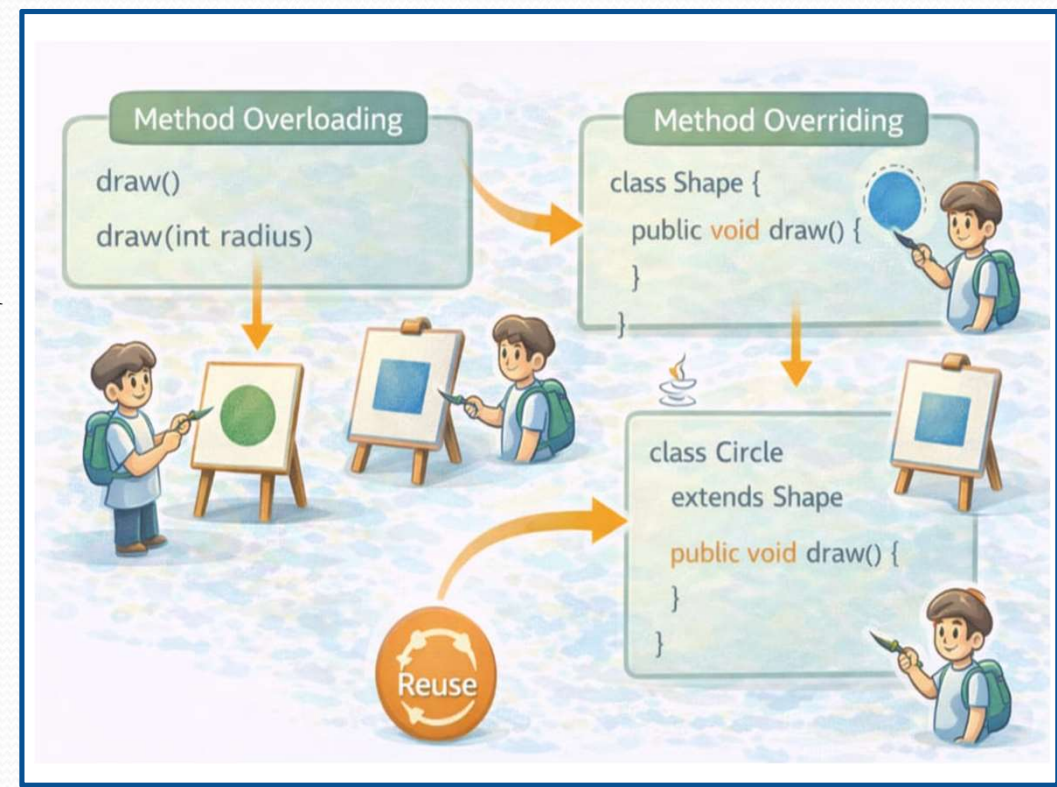 Method Overloading
draw()
draw(int radius)
Method Overriding
class Shape {
public void draw() {
}
}
class Circle
extends Shape
public void draw() {
}
}
Reuse